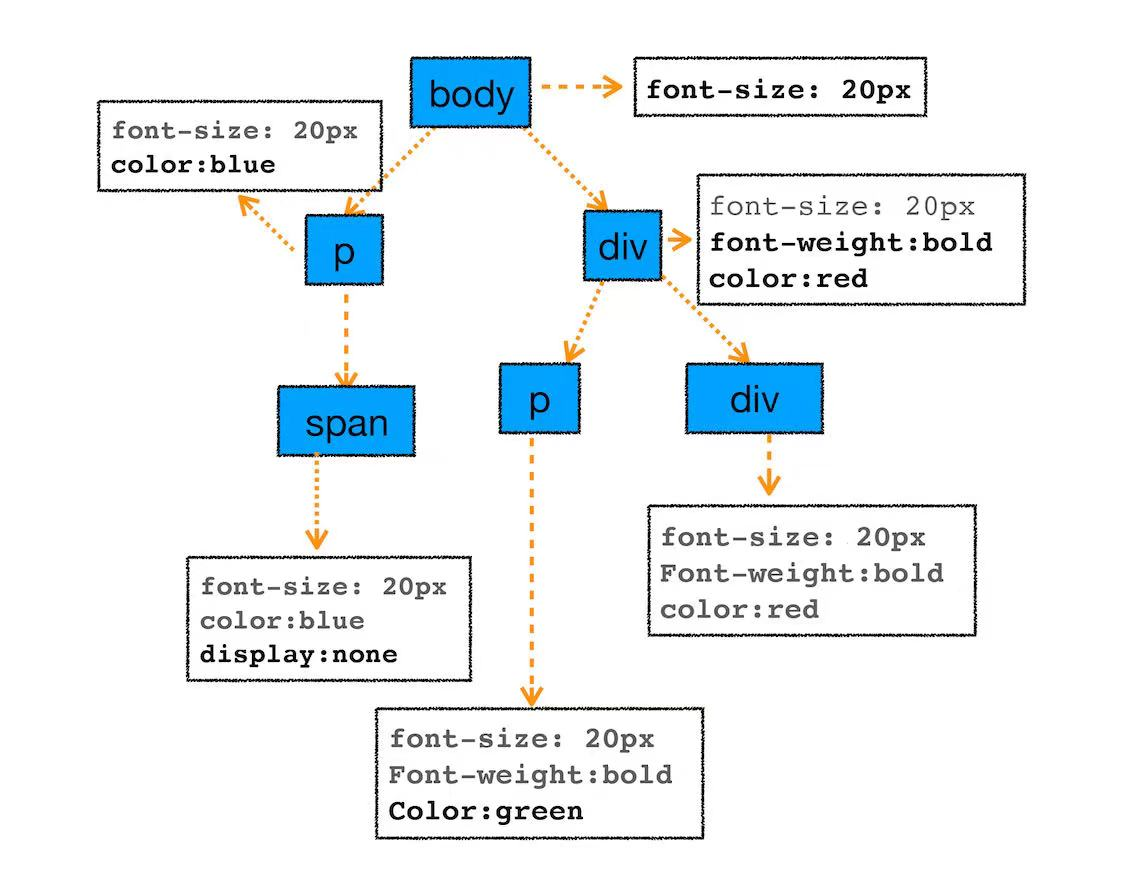 body
font-size: 20px
font-size: 20px
color:blue
p
div
font-size: 20px
font-weight:bold
color:red
span
p
div
font-size: 20px
color:blue
display:none
font-size: 20px
Font-weight:bold
color:red
font-size: 20px
Font-weight:bold
Color:green